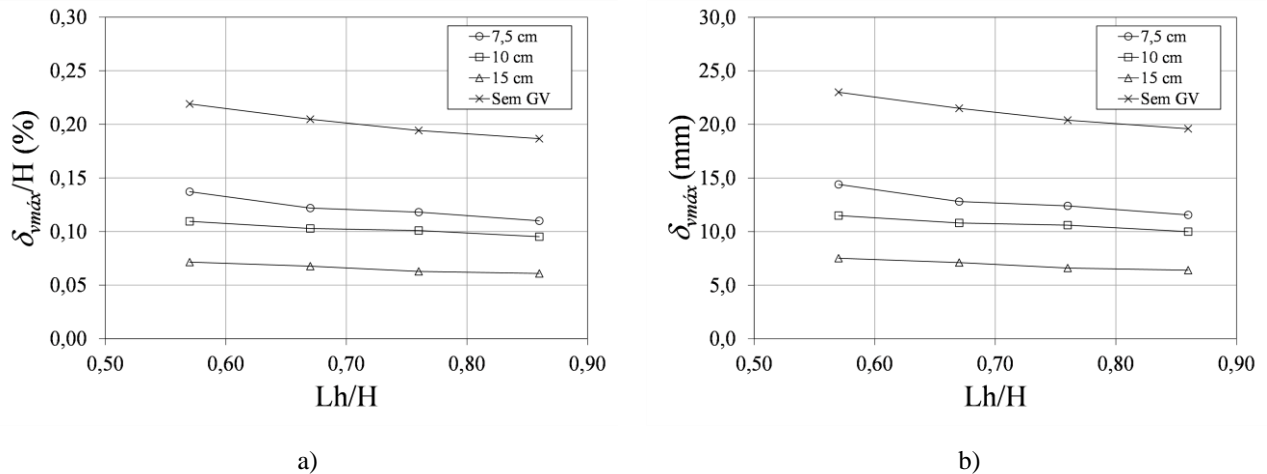 0,30
0,25
0,20
0,15
0,10
0,05
0,00
δvmáx/H (%)
0,50 0,60 0,70 0,80 0,90
Lh/H
7,5 cm
10 cm
15 cm
Sem GV
a)
30,0
25,0
20,0
15,0
10,0
5,0
0,0
δvmáx (mm)
0,50 0,60 0,70 0,80 0,90
Lh/H
7,5 cm
10 cm
15 cm
Sem GV
b)